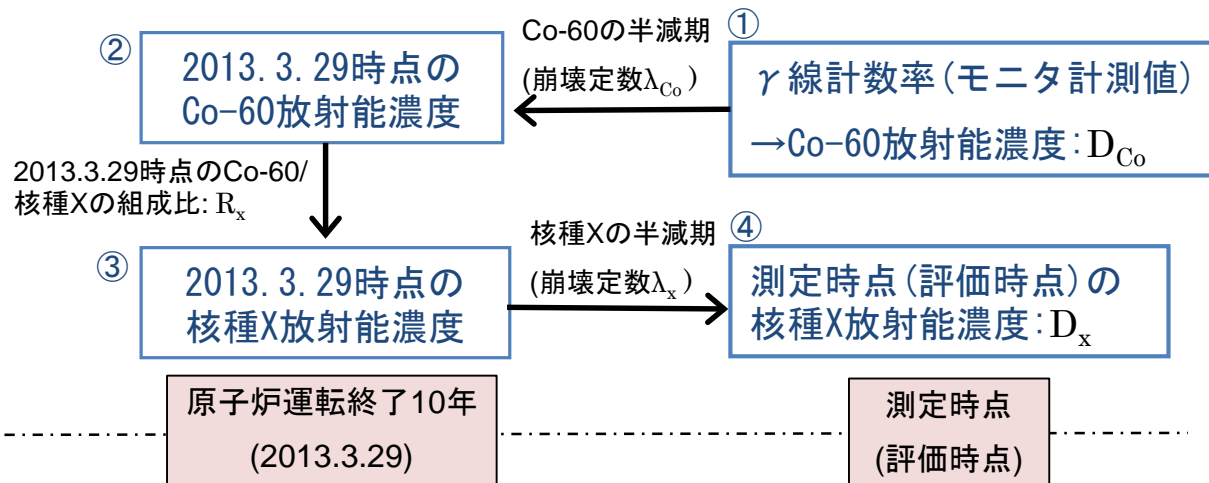 ①
γ線計数率(モニタ計測値)
→Co-60放射能濃度:D_Co
Co-60の半減期
(崩壊定数λ_Co)
②
2013.3.29時点の
Co-60放射能濃度
2013.3.29時点のCo-60/
核種Xの組成比: R_x
③
2013.3.29時点の
核種X放射能濃度
核種Xの半減期
(崩壊定数λ_x)
④
測定時点(評価時点)の
核種X放射能濃度:D_x
原子炉運転終了10年
(2013.3.29)
測定時点
(評価時点)